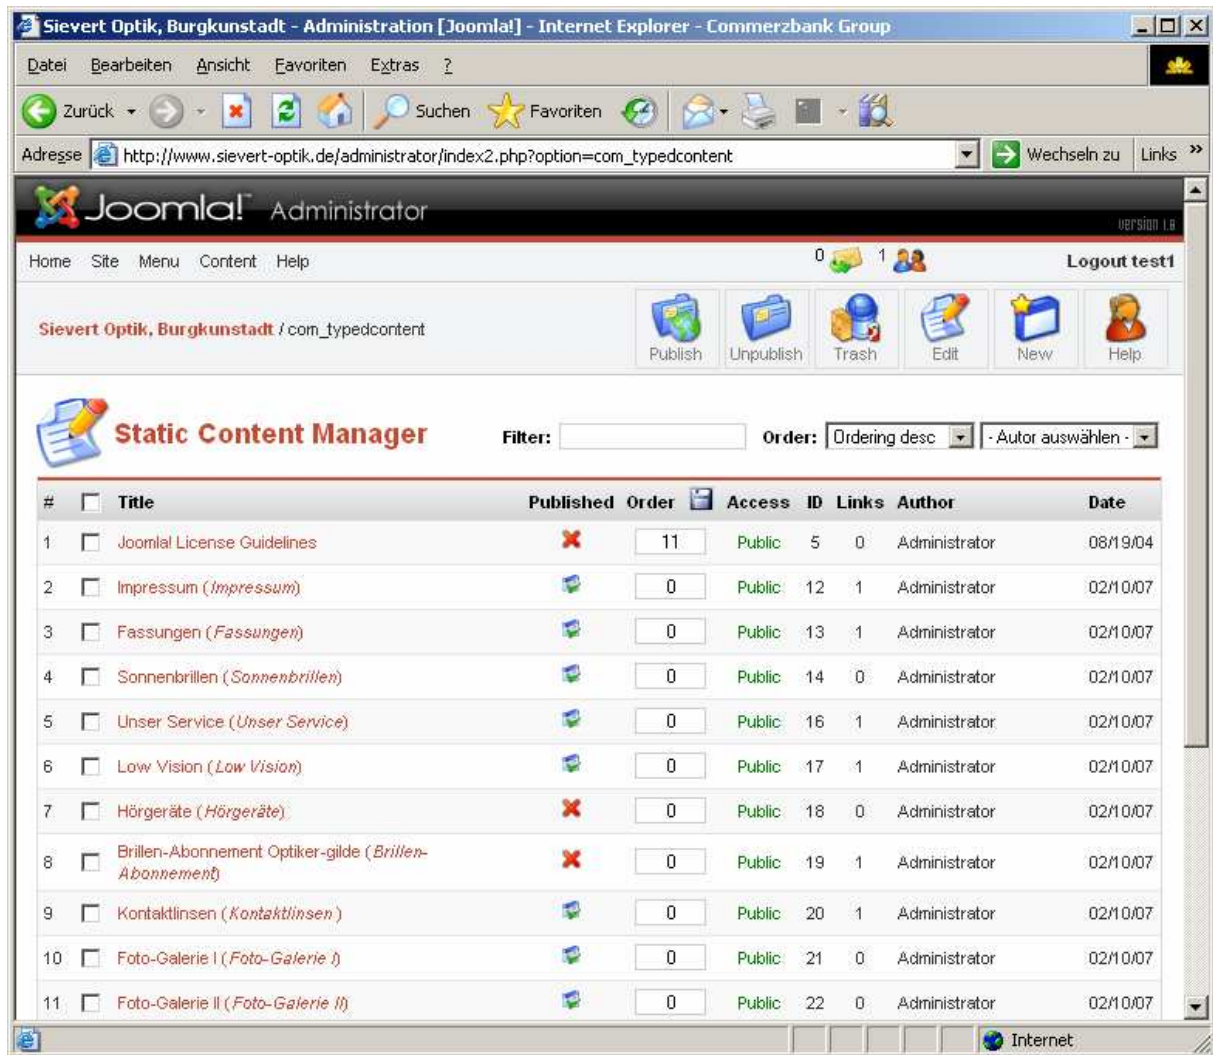 Sievert Optik, Burgkunstadt - Administration [Joomla!] - Internet Explorer - Commerzbank Group
Datei Bearbeiten Ansicht Favoriten Extras ?
Zurück Suchen Favoriten
Adresse http://www.sievert-optik.de/administrator/index2.php?option=com_typedcontent Wechseln zu Links »
Joomla! Administrator
version 1.0
Home Site Menu Content Help 0 1 Logout test1
Sievert Optik, Burgkunstadt / com_typedcontent
Publish Unpublish Trash Edit New Help
Static Content Manager Filter: Order: Ordering desc - Autor auswählen -
# Title Published Order Access ID Links Author Date
1 Joomla! License Guidelines 11 Public 5 0 Administrator 08/19/04
2 Impressum (Impressum) 0 Public 12 1 Administrator 02/10/07
3 Fassungen (Fassungen) 0 Public 13 1 Administrator 02/10/07
4 Sonnenbrillen (Sonnenbrillen) 0 Public 14 0 Administrator 02/10/07
5 Unser Service (Unser Service) 0 Public 16 1 Administrator 02/10/07
6 Low Vision (Low Vision) 0 Public 17 1 Administrator 02/10/07
7 Hörgeräte (Hörgeräte) 0 Public 18 0 Administrator 02/10/07
8 Brillen-Abonnement Optiker-gilde (Brillen-
Abonnement) 0 Public 19 1 Administrator 02/10/07
9 Kontaktlinsen (Kontaktlinsen ) 0 Public 20 1 Administrator 02/10/07
10 Foto-Galerie I (Foto-Galerie I) 0 Public 21 0 Administrator 02/10/07
11 Foto-Galerie II (Foto-Galerie II) 0 Public 22 0 Administrator 02/10/07
Internet